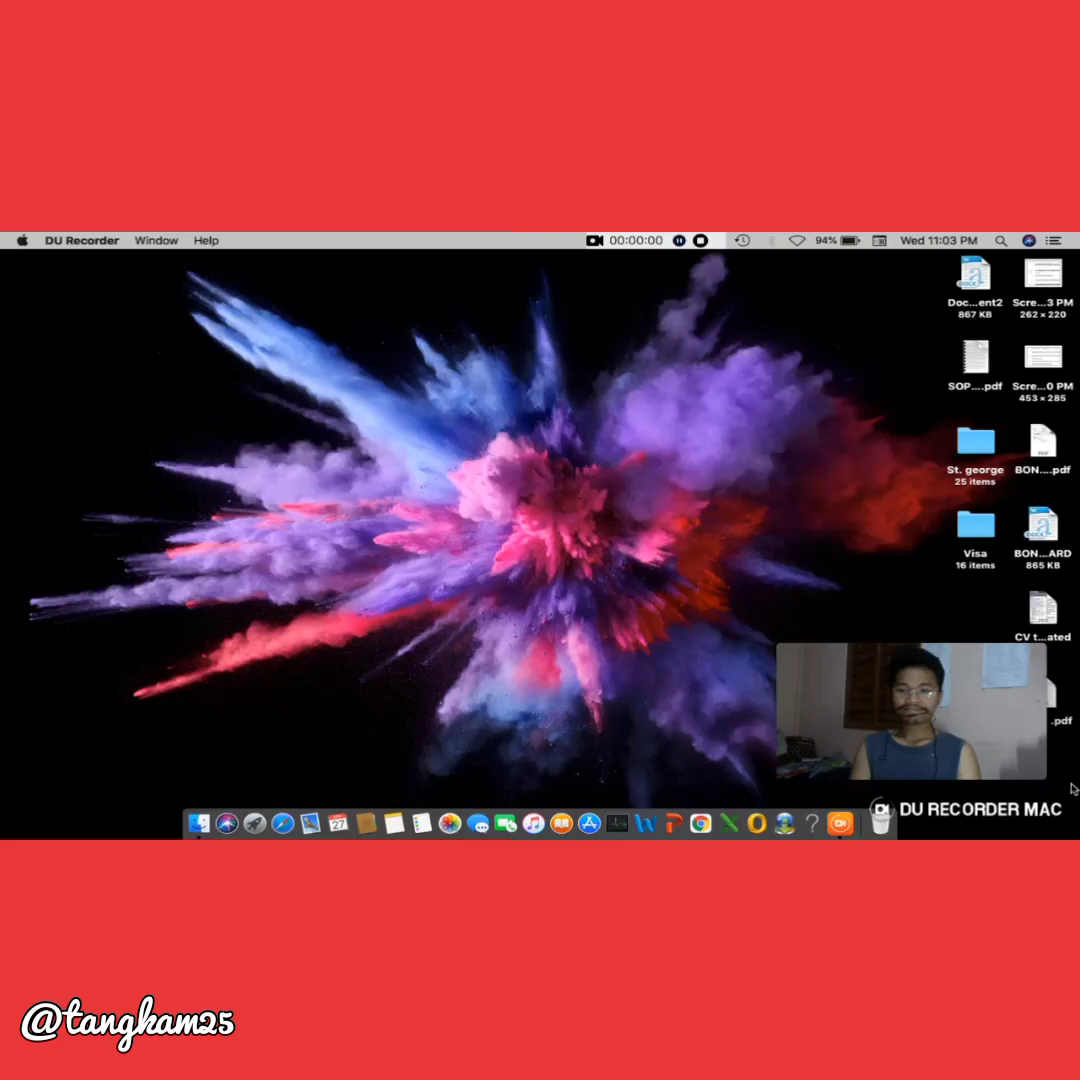 DU Recorder Window Help 00:00:00 94% Wed 11:03 PM
Doc...ent2 Scre...3 PM
867 KB 262 × 220
SOP....pdf Scre...0 PM
453 × 285
St. george BON....pdf
25 items
PDF
Visa BON...ARD
16 items 865 KB
DOCX
CV t...ated
.pdf
27
DU RECORDER MAC
@tangkam25